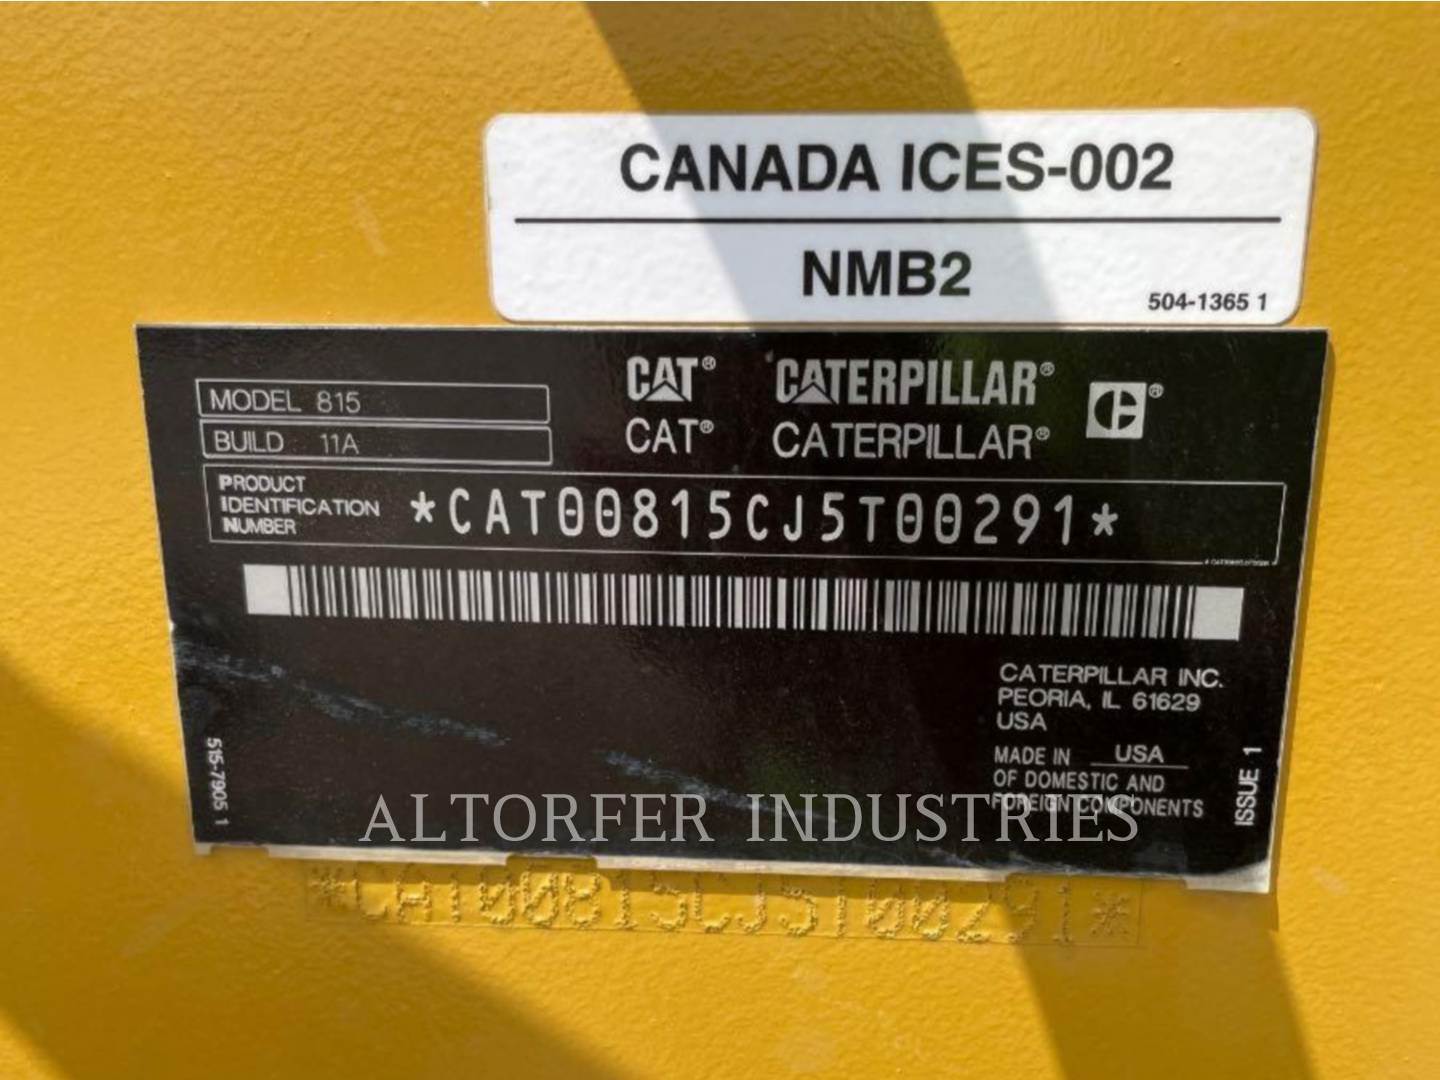 CANADA ICES-002
NMB2
504-1365 1
CAT® CATERPILLAR® ®
CAT® CATERPILLAR®
MODEL 815
BUILD 11A
PRODUCT
IDENTIFICATION
NUMBER
*CAT00815CJ5T00291*
CATERPILLAR INC.
PEORIA, IL 61629
USA
MADE IN USA
OF DOMESTIC AND
FOREIGN COMPONENTS
515-7905 1
ISSUE 1
ALTORFER INDUSTRIES
*CAT00815CJ5T00291*